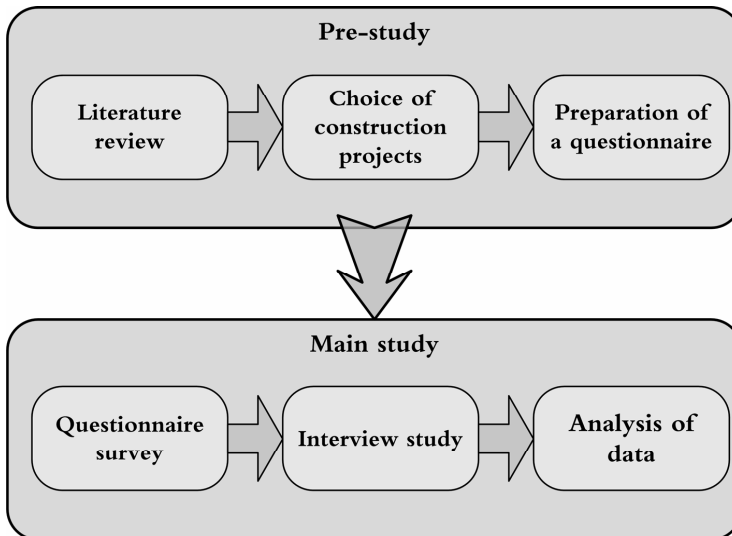 Pre-study
Literature
review
Choice of
construction
projects
Preparation of
a questionnaire
Main study
Questionnaire
survey
Interview study
Analysis of
data